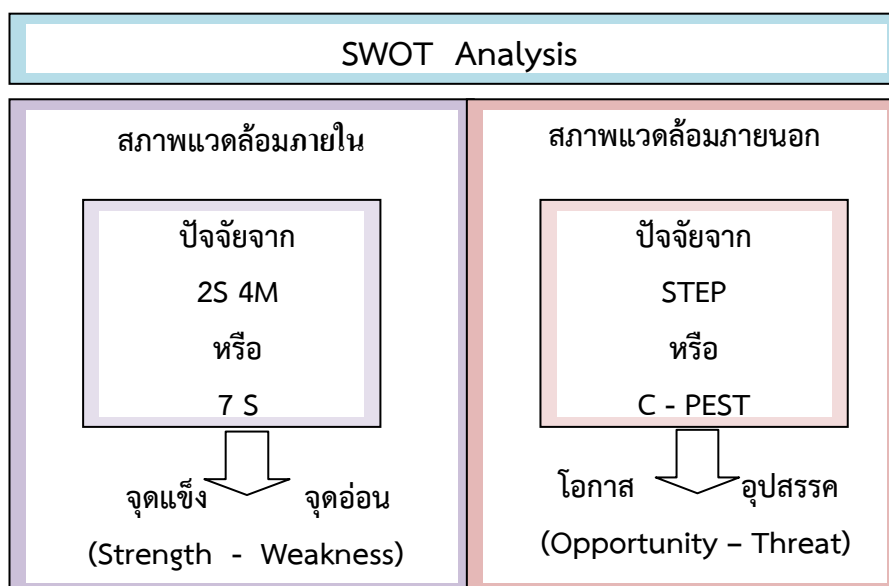 SWOT Analysis
สภาพแวดล้อมภายใน
ปัจจัยจาก
2S 4M
หรือ
7 S
จุดแข็ง จุดอ่อน
(Strength - Weakness)
สภาพแวดล้อมภายนอก
ปัจจัยจาก
STEP
หรือ
C - PEST
โอกาส อุปสรรค
(Opportunity – Threat)